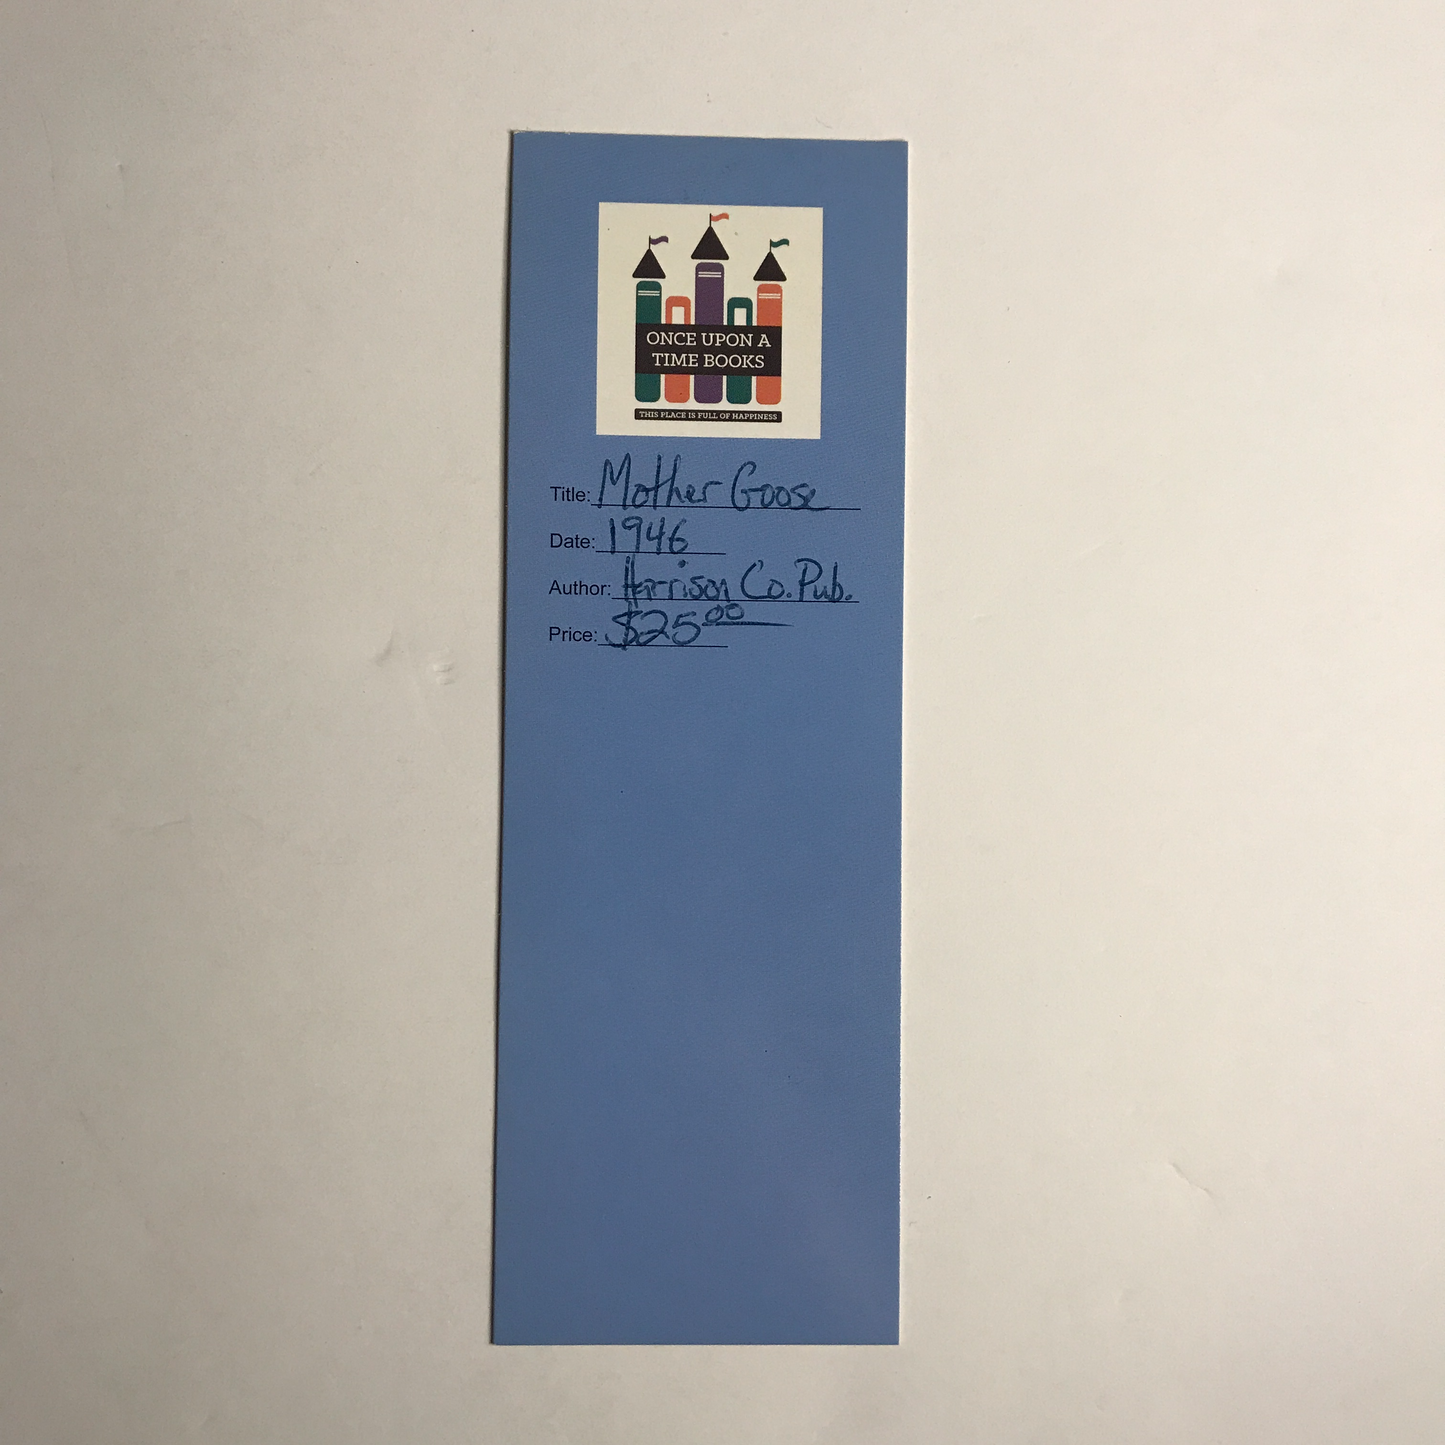 ONCE UPON A
TIME BOOKS
THIS PLACE IS FULL OF HAPPINESS
Title: Mother Goose
Date: 1946
Author: Harrison Co. Pub.
Price: $25.00